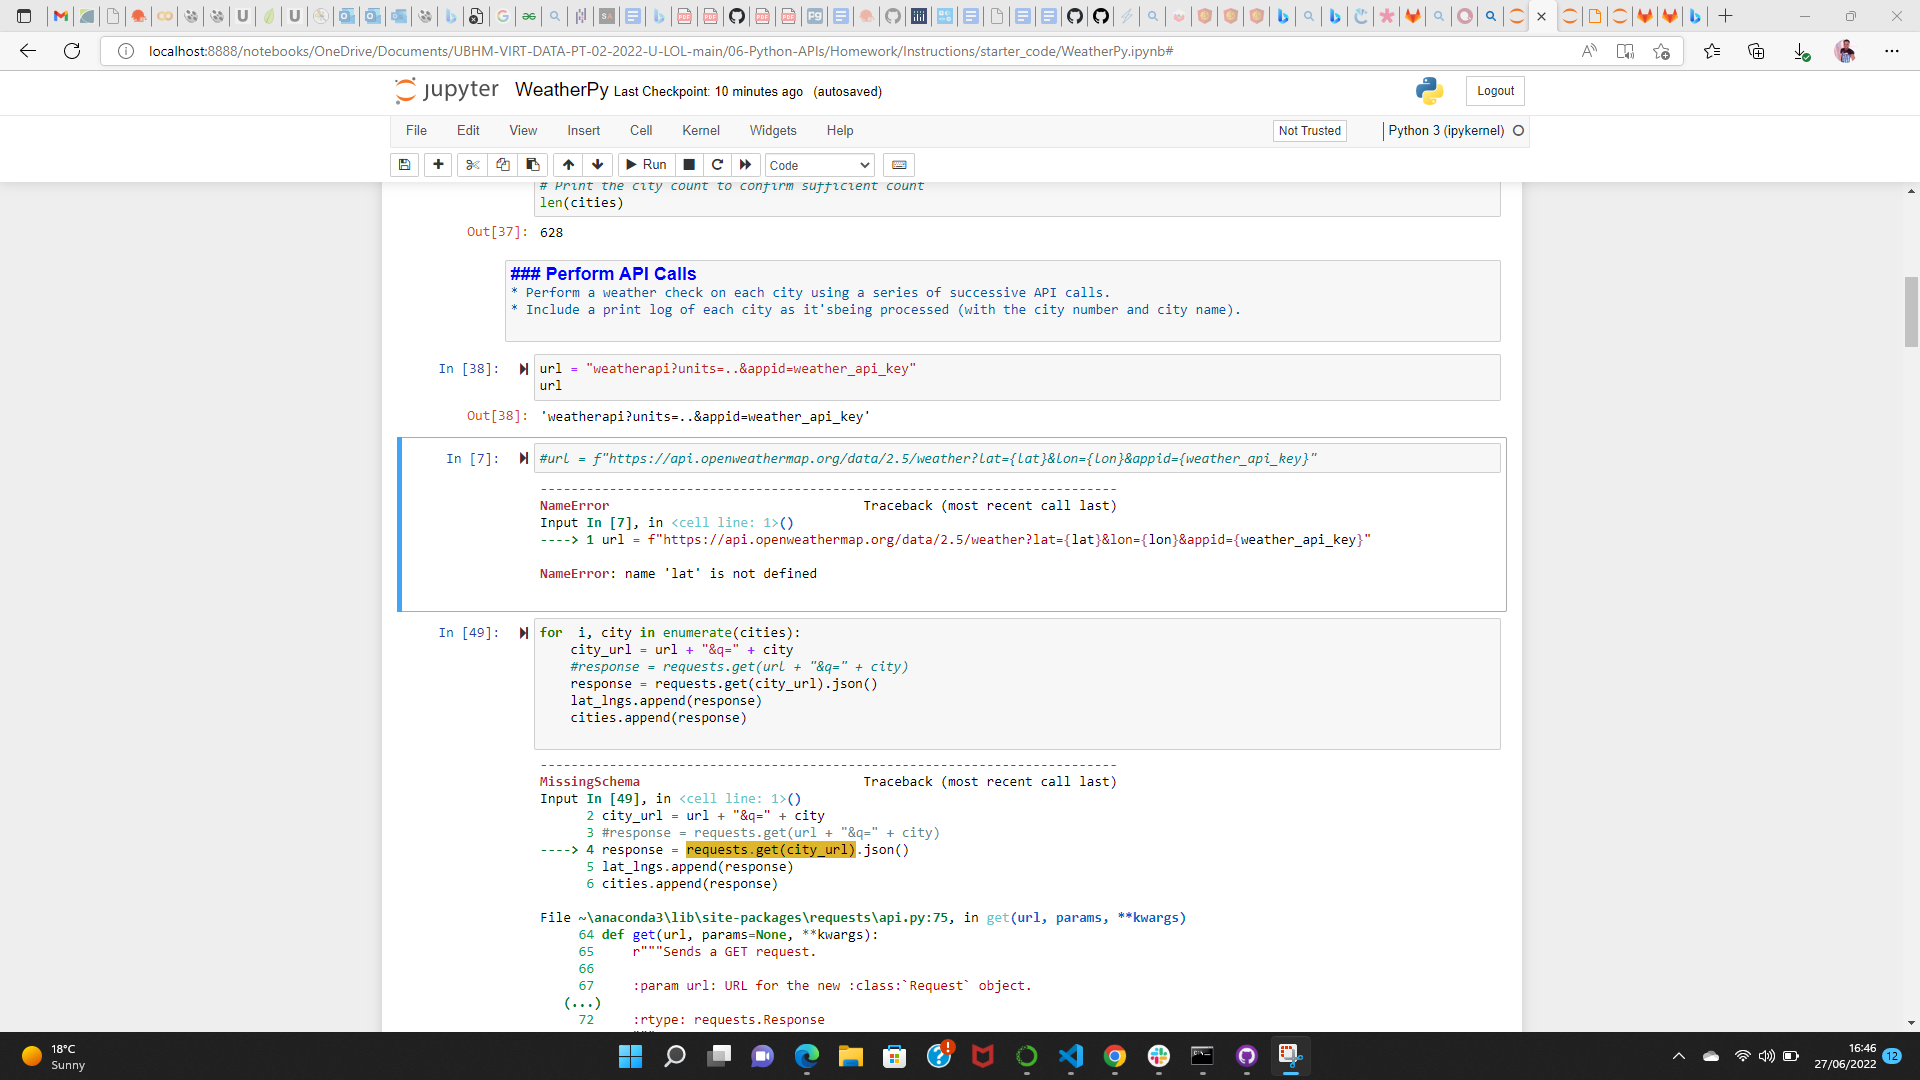 localhost:8888/notebooks/OneDrive/Documents/UBHM-VIRT-DATA-PT-02-2022-U-LOL-main/06-Python-APIs/Homework/Instructions/starter_code/WeatherPy.ipynb#
jupyter WeatherPy Last Checkpoint: 10 minutes ago (autosaved)
Logout
File Edit View Insert Cell Kernel Widgets Help
Not Trusted
Python 3 (ipykernel)
Run
Code
# Print the city count to confirm sufficient count
len(cities)
Out[37]: 628
### Perform API Calls
* Perform a weather check on each city using a series of successive API calls.
* Include a print log of each city as it'sbeing processed (with the city number and city name).
In [38]: url = "weatherapi?units=..&appid=weather_api_key"
url
Out[38]: 'weatherapi?units=..&appid=weather_api_key'
In [7]: #url = f"https://api.openweathermap.org/data/2.5/weather?lat={lat}&lon={lon}&appid={weather_api_key}"
---------------------------------------------------------------------------
NameError Traceback (most recent call last)
Input In [7], in <cell line: 1>()
----> 1 url = f"https://api.openweathermap.org/data/2.5/weather?lat={lat}&lon={lon}&appid={weather_api_key}"
NameError: name 'lat' is not defined
In [49]: for  i, city in enumerate(cities):
city_url = url + "&q=" + city
#response = requests.get(url + "&q=" + city)
response = requests.get(city_url).json()
lat_lngs.append(response)
cities.append(response)
---------------------------------------------------------------------------
MissingSchema Traceback (most recent call last)
Input In [49], in <cell line: 1>()
2 city_url = url + "&q=" + city
3 #response = requests.get(url + "&q=" + city)
----> 4 response = requests.get(city_url).json()
5 lat_lngs.append(response)
6 cities.append(response)
File ~\anaconda3\lib\site-packages\requests\api.py:75, in get(url, params, **kwargs)
64 def get(url, params=None, **kwargs):
65 r"""Sends a GET request.
66
67 :param url: URL for the new :class:`Request` object.
(...)
72 :rtype: requests.Response
18°C
Sunny
16:46
27/06/2022
12